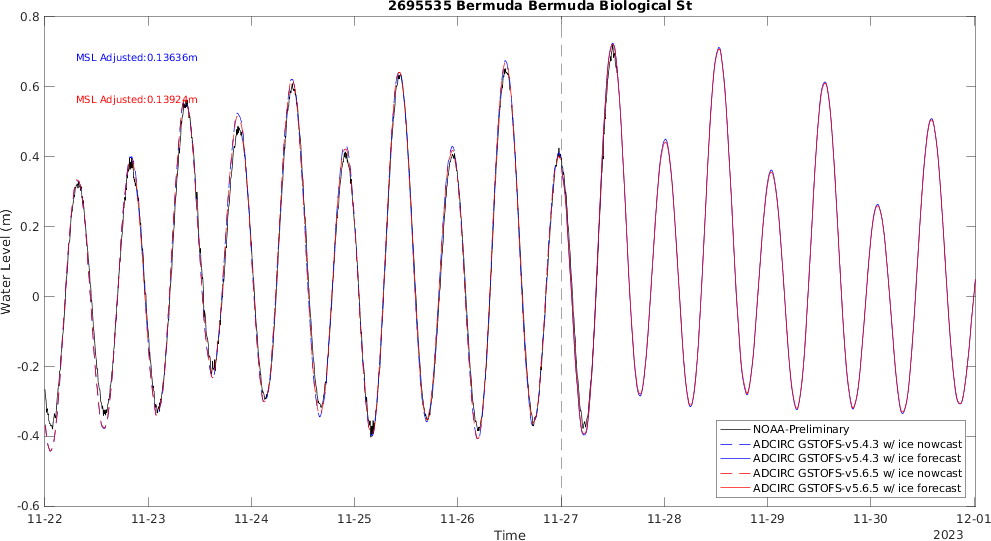 2695535 Bermuda Bermuda Biological St
0.8
MSL Adjusted:0.13636m
0.6
MSL Adjusted:0.13924m
0.4
0.2
Water Level (m)
0
-0.2
-0.4
NOAA-Preliminary
ADCIRC GSTOFS-v5.4.3 w/ ice nowcast
ADCIRC GSTOFS-v5.4.3 w/ ice forecast
ADCIRC GSTOFS-v5.6.5 w/ ice nowcast
ADCIRC GSTOFS-v5.6.5 w/ ice forecast
-0.6
11-22 11-23 11-24 11-25 11-26 11-27 11-28 11-29 11-30 12-01
Time
2023